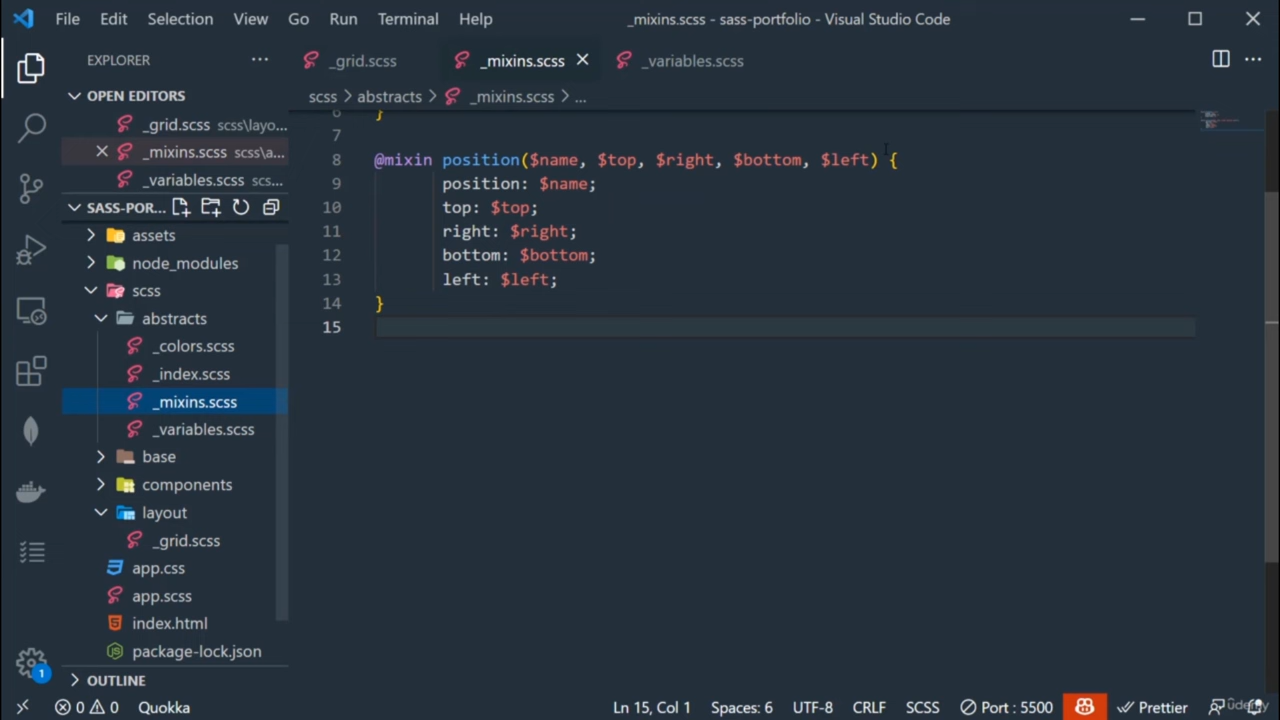 File Edit Selection View Go Run Terminal Help _mixins.scss - sass-portfolio - Visual Studio Code
EXPLORER
_grid.scss _mixins.scss _variables.scss
OPEN EDITORS
scss > abstracts > _mixins.scss > ...
_grid.scss scss\layo...
_mixins.scss scss\a...
_variables.scss scs...
SASS-POR...
assets
node_modules
scss
abstracts
_colors.scss
_index.scss
_mixins.scss
_variables.scss
base
components
layout
_grid.scss
app.css
app.scss
index.html
package-lock.json
OUTLINE
6 }
7
8 @mixin position($name, $top, $right, $bottom, $left) {
9 position: $name;
10 top: $top;
11 right: $right;
12 bottom: $bottom;
13 left: $left;
14 }
15
1
0 0 Quokka Ln 15, Col 1 Spaces: 6 UTF-8 CRLF SCSS Port : 5500 Prettier
udemy